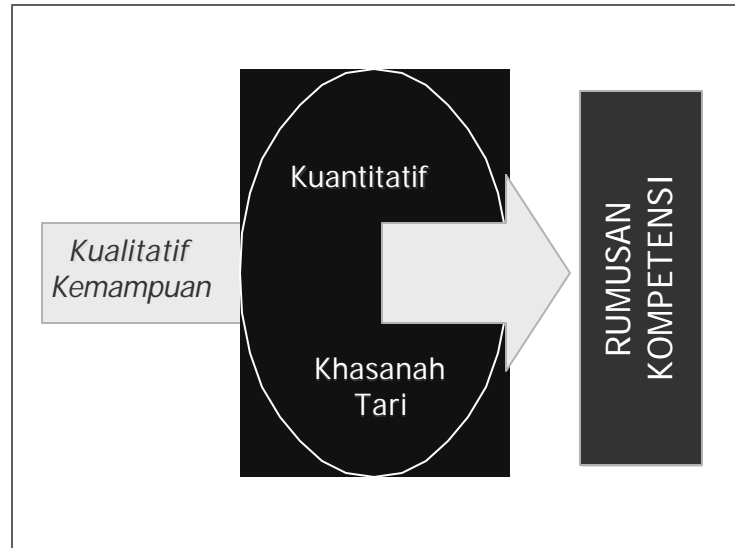 Kuantitatif
Kualitatif
Kemampuan
Khasanah
Tari
RUMUSAN
KOMPETENSI